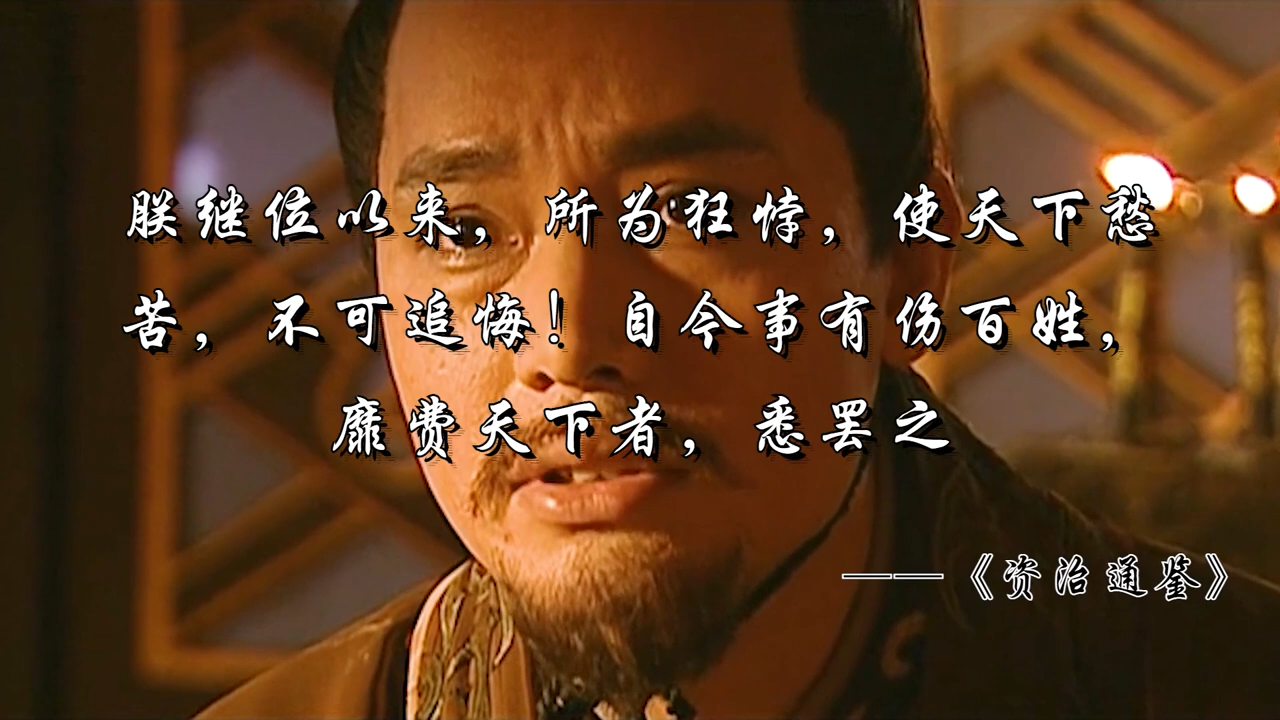 朕继位以来，所为狂悖，使天下愁
苦，不可追悔！自今事有伤百姓，
靡费天下者，悉罢之
——《资治通鉴》